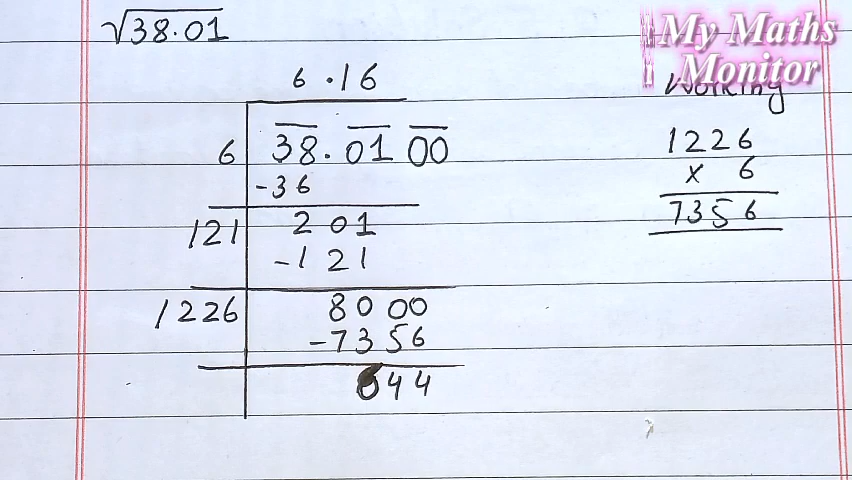 √38.01
My Maths
Monitor
Working
6 .16
6 38.01 00
-36
121 201
-121
1226 8000
-7356
644
1226
x 6
7356